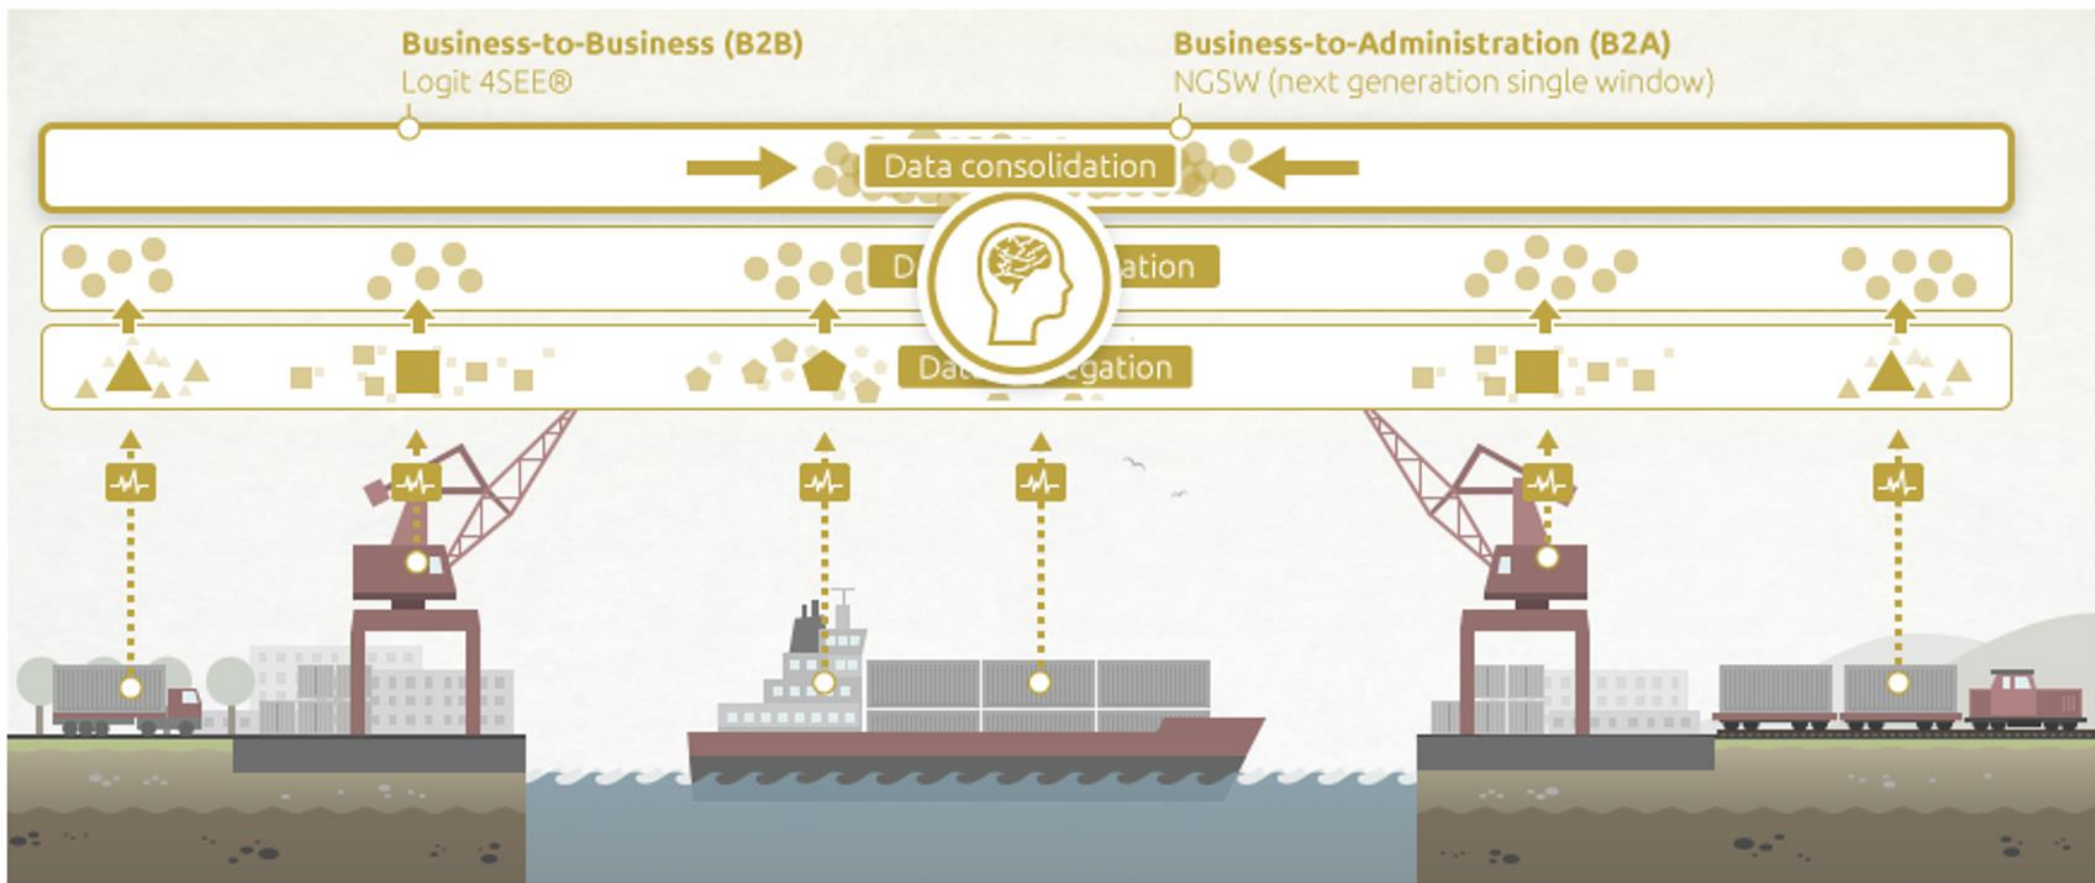 Business-to-Business (B2B)
Logit 4SEE®
Business-to-Administration (B2A)
NGSW (next generation single window)
Data consolidation